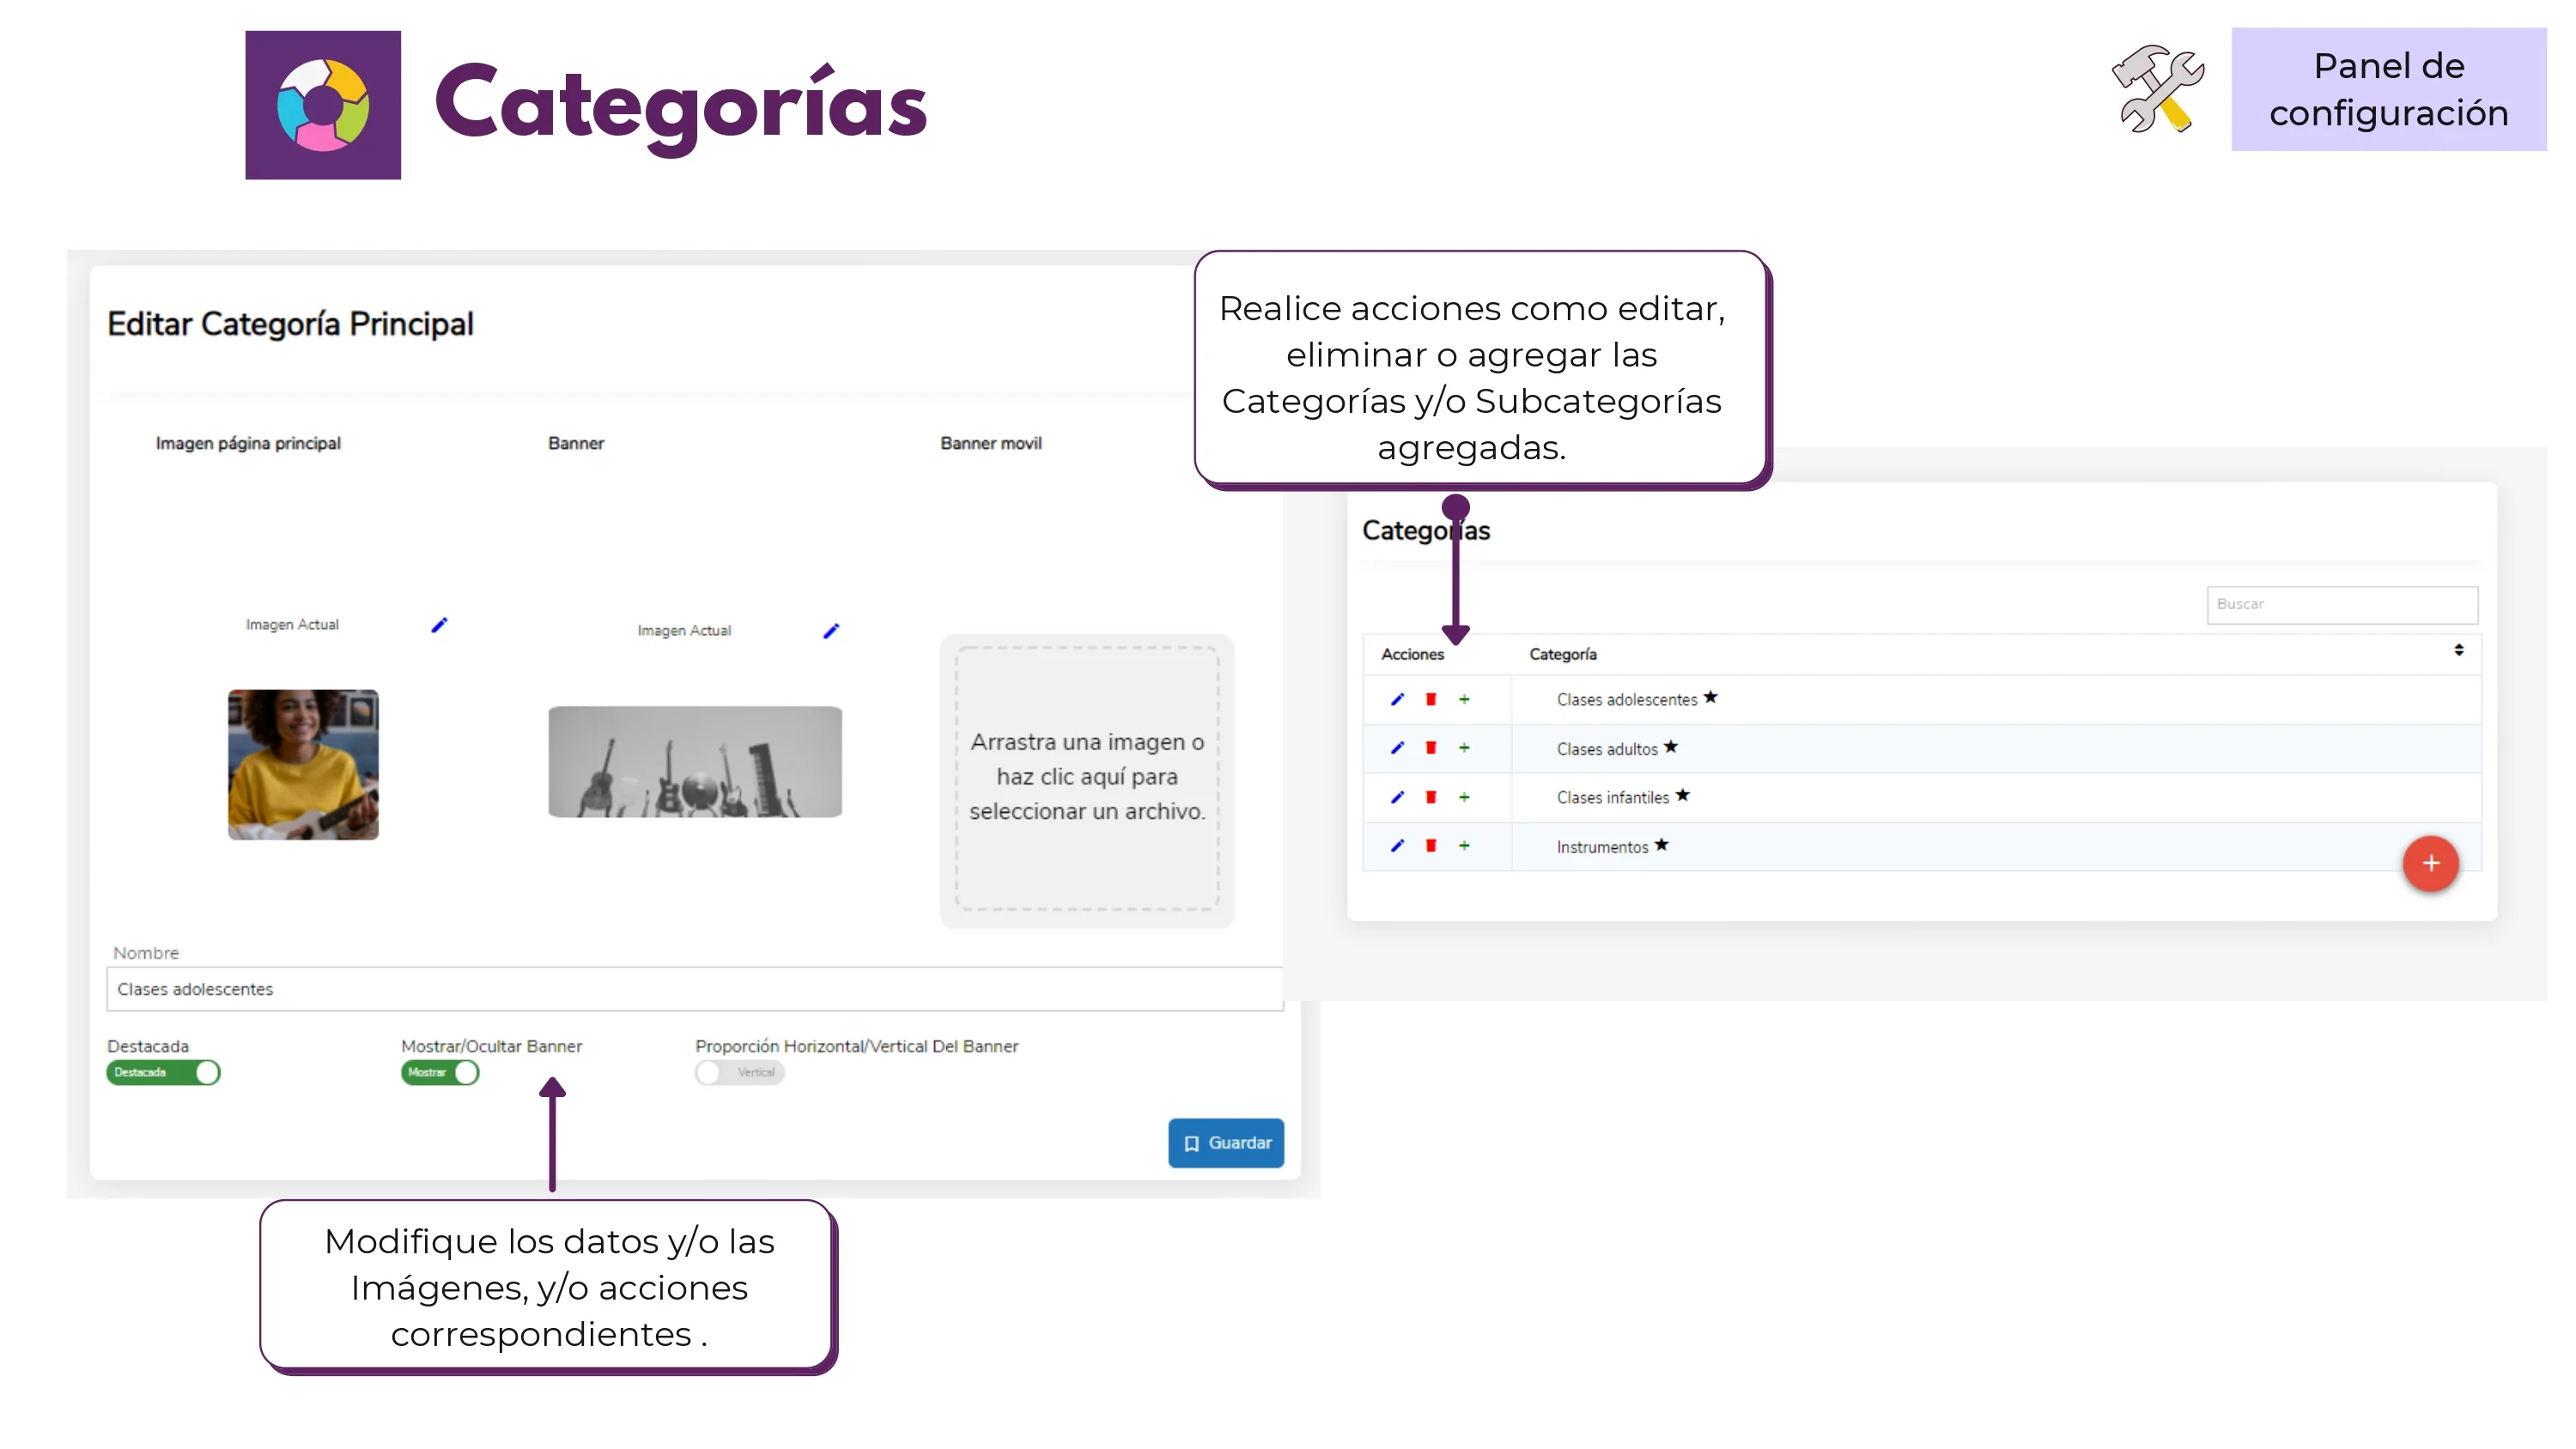 Categorías
Panel de
configuración
Editar Categoría Principal
Imagen página principal
Banner
Banner movil
Imagen Actual
Imagen Actual
Arrastra una imagen o
haz clic aquí para
seleccionar un archivo.
Nombre
Clases adolescentes
Destacada
Destacada
Mostrar/Ocultar Banner
Mostrar
Proporción Horizontal/Vertical Del Banner
Vertical
Guardar
Modifique los datos y/o las
Imágenes, y/o acciones
correspondientes .
Realice acciones como editar,
eliminar o agregar las
Categorías y/o Subcategorías
agregadas.
Categorías
Buscar
Acciones
Categoría
Clases adolescentes ★
Clases adultos ★
Clases infantiles ★
Instrumentos ★